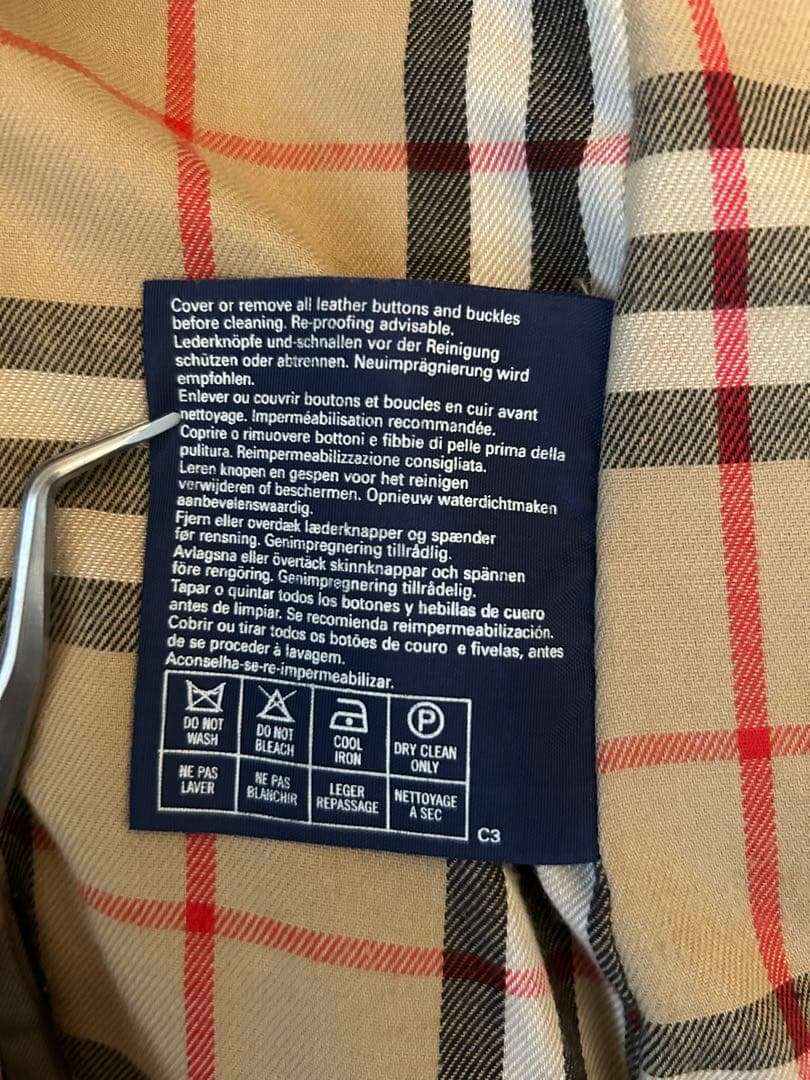 Cover or remove all leather buttons and buckles
before cleaning. Re-proofing advisable.
Lederknöpfe und-schnallen vor der Reinigung
schützen oder abtrennen. Neuimprägnierung wird
empfohlen.
Enlever ou couvrir boutons et boucles en cuir avant
nettoyage. Imperméabilisation recommandée.
Coprire o rimuovere bottoni e fibbie di pelle prima della
pulitura. Reimpermeabilizzazione consigliata.
Leren knopen en gespen voor het reinigen
verwijderen of beschermen. Opnieuw waterdichtmaken
aanbevelenswaardig.
Fjern eller overdæk læderknapper og spænder
før rensning. Genimpregnering tillrådlig.
Avlagsna eller övertäck skinnknappar och spännen
före rengöring. Genimpregnering tillrådelig.
Tapar o quintar todos los botones y hebillas de cuero
antes de limpiar. Se recomienda reimpermeabilización.
Cobrir ou tirar todos os botões de couro e fivelas, antes
de se proceder à lavagem.
Aconselha-se-re-impermeabilizar.
P
DO NOT WASH
DO NOT BLEACH
COOL IRON
DRY CLEAN ONLY
NE PAS LAVER
NE PAS BLANCHIR
LEGER REPASSAGE
NETTOYAGE A SEC
C3